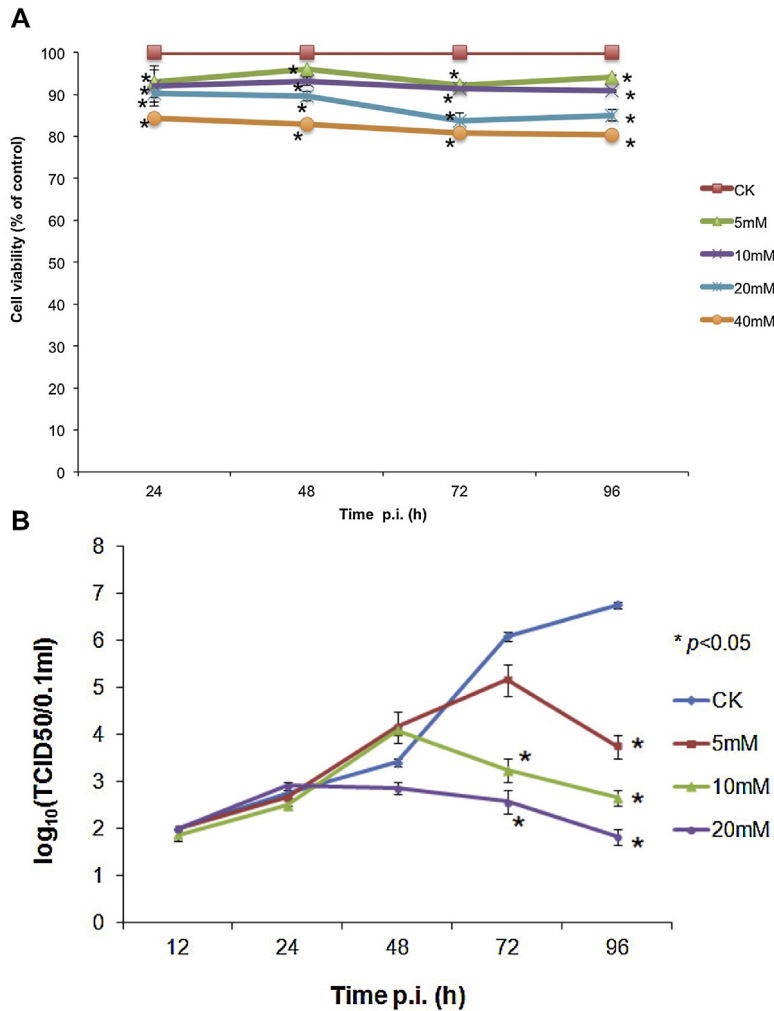 A
100
90
80
70
60
50
40
30
20
10
0
Cell viability (% of control)
* * * *
* * * *
* * * *
* * * *
24 48 72 96
Time p.i. (h)
CK
5mM
10mM
20mM
40mM
B
8
7
6
5
4
3
2
1
0
log10(TCID50/0.1ml)
* *
*
* *
12 24 48 72 96
Time p.i. (h)
* p<0.05
CK
5mM
10mM
20mM